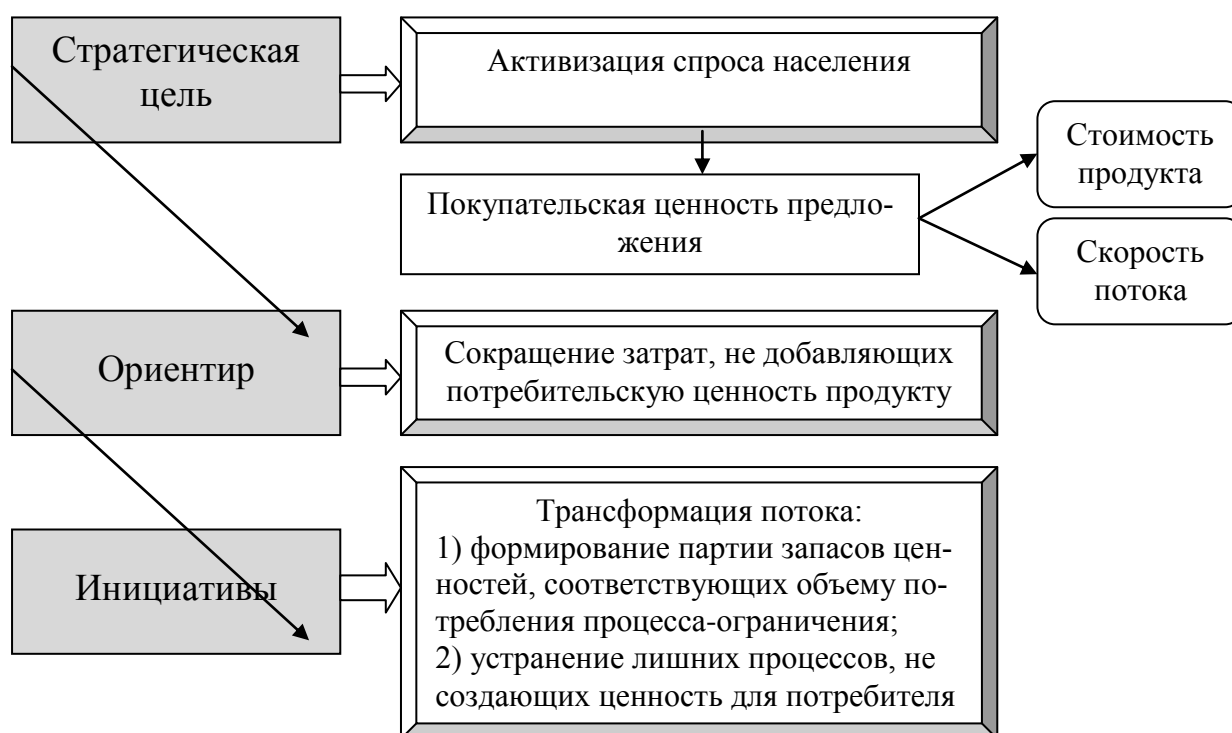 Стратегическая
цель
Активизация спроса населения
Стоимость
продукта
Покупательская ценность предло-
жения
Скорость
потока
Ориентир
Сокращение затрат, не добавляющих
потребительскую ценность продукту
Инициативы
Трансформация потока:
1) формирование партии запасов цен-
ностей, соответствующих объему по-
требления процесса-ограничения;
2) устранение лишних процессов, не
создающих ценность для потребителя